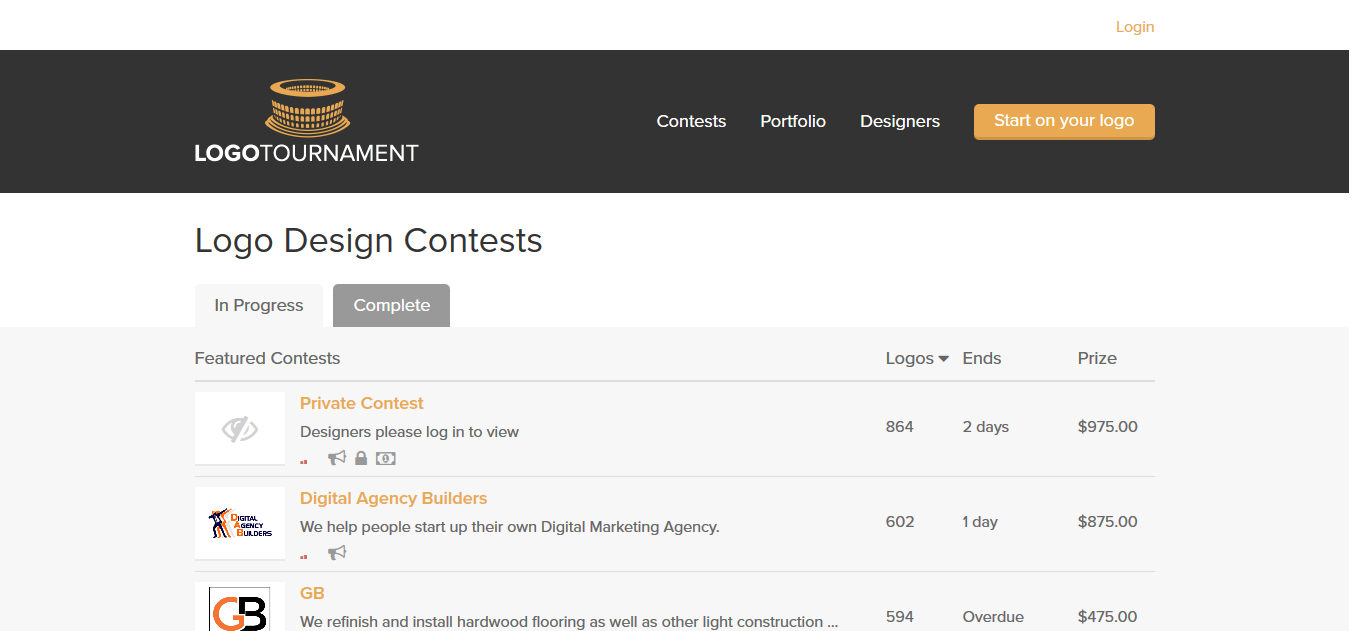 Login
LOGOTOURNAMENT
Contests Portfolio Designers Start on your logo
Logo Design Contests
In Progress Complete
Featured Contests Logos Ends Prize
Private Contest
Designers please log in to view
864 2 days $975.00
DIGITAL
AGENCY
BUILDERS
Digital Agency Builders
We help people start up their own Digital Marketing Agency.
602 1 day $875.00
GB
GB
We refinish and install hardwood flooring as well as other light construction ...
594 Overdue $475.00